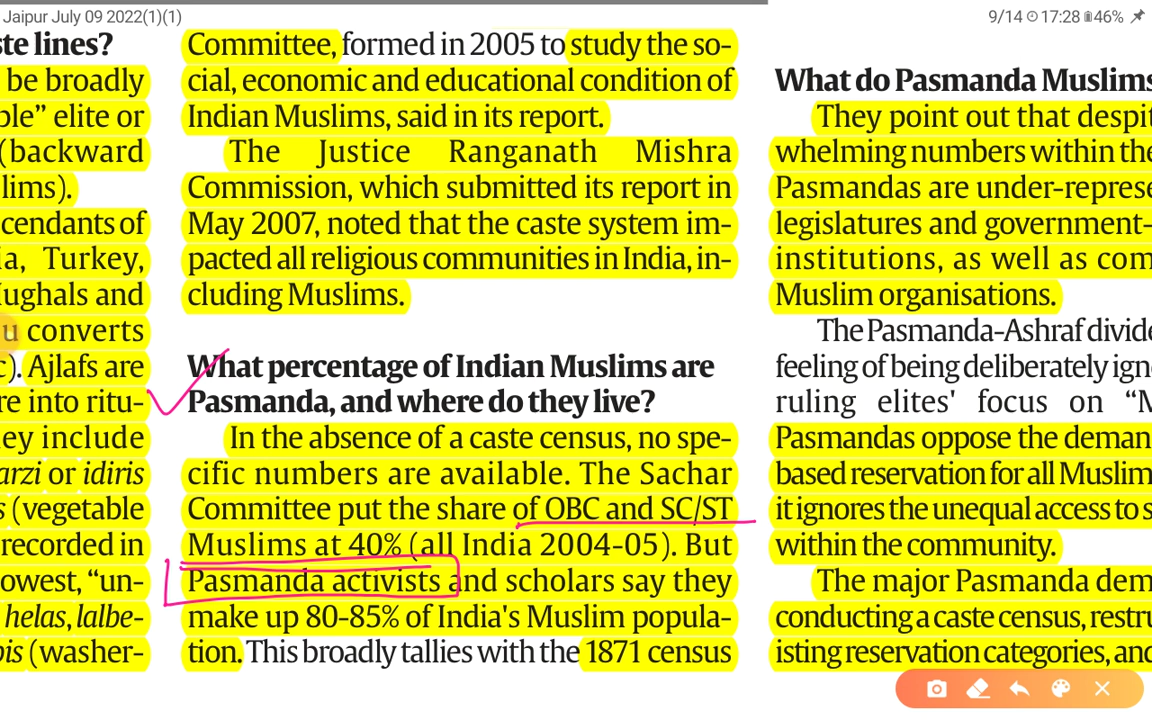 Jaipur July 09 2022(1)(1)
9/14 17:28 46%
ste lines?
be broadly
ble” elite or
(backward
lims).
cendants of
ia, Turkey,
Mughals and
u converts
c). Ajlafs are
re into ritu-
ey include
arzi or idiris
s (vegetable
recorded in
owest, “un-
helas, lalbe-
bis (washer-
Committee, formed in 2005 to study the so-
cial, economic and educational condition of
Indian Muslims, said in its report.
The Justice Ranganath Mishra
Commission, which submitted its report in
May 2007, noted that the caste system im-
pacted all religious communities in India, in-
cluding Muslims.
What percentage of Indian Muslims are
Pasmanda, and where do they live?
In the absence of a caste census, no spe-
cific numbers are available. The Sachar
Committee put the share of OBC and SC/ST
Muslims at 40% (all India 2004-05). But
Pasmanda activists and scholars say they
make up 80-85% of India's Muslim popula-
tion. This broadly tallies with the 1871 census
What do Pasmanda Muslims
They point out that despit
whelming numbers within the
Pasmandas are under-represe
legislatures and government-
institutions, as well as com
Muslim organisations.
The Pasmanda-Ashraf divide
feeling of being deliberately ign
ruling elites' focus on “M
Pasmandas oppose the deman
based reservation for all Muslim
it ignores the unequal access to s
within the community.
The major Pasmanda dem
conducting a caste census, restru
isting reservation categories, and